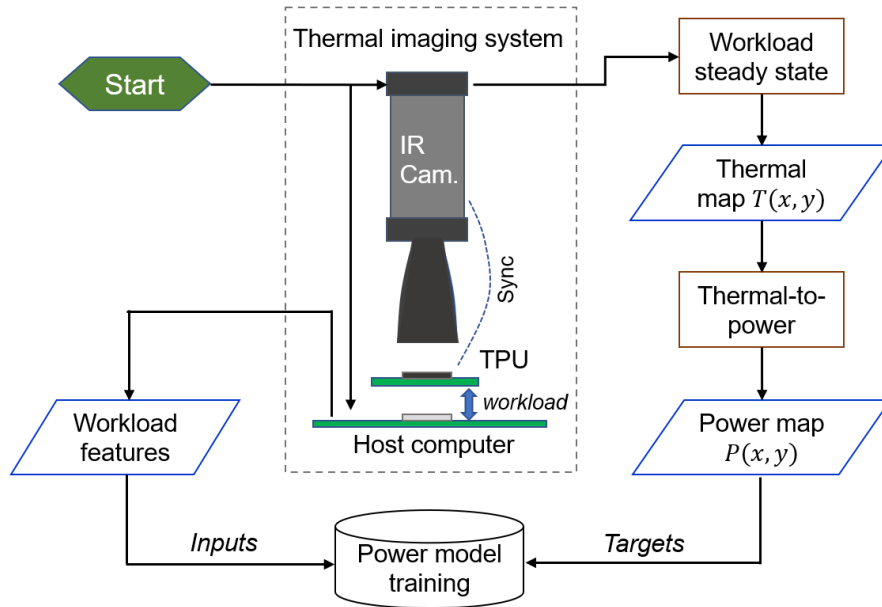 Thermal imaging system
Start
IR
Cam.
Sync
TPU
workload
Host computer
Workload
steady state
Thermal
map T(x, y)
Thermal-to-
power
Power map
P(x, y)
Workload
features
Inputs
Power model
training
Targets